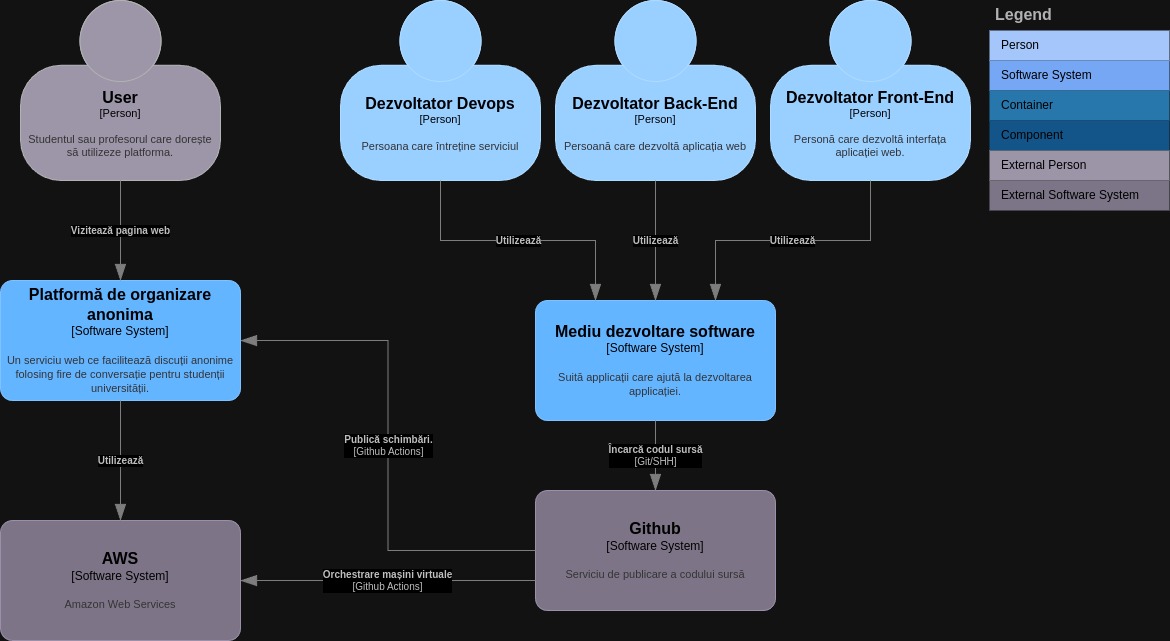 User
[Person]
Studentul sau profesorul care dorește
să utilizeze platforma.
Dezvoltator Devops
[Person]
Persoana care întreține serviciul
Dezvoltator Back-End
[Person]
Persoană care dezvoltă aplicația web
Dezvoltator Front-End
[Person]
Personă care dezvoltă interfața
aplicației web.
Legend
Person
Software System
Container
Component
External Person
External Software System
Vizitează pagina web
Utilizează
Utilizează
Utilizează
Platformă de organizare
anonima
[Software System]
Un serviciu web ce facilitează discuții anonime
folosing fire de conversație pentru studenții
universității.
Mediu dezvoltare software
[Software System]
Suită applicații care ajută la dezvoltarea
applicației.
Publică schimbări.
[Github Actions]
Încarcă codul sursă
[Git/SHH]
Utilizează
AWS
[Software System]
Amazon Web Services
Orchestrare mașini virtuale
[Github Actions]
Github
[Software System]
Serviciu de publicare a codului sursă